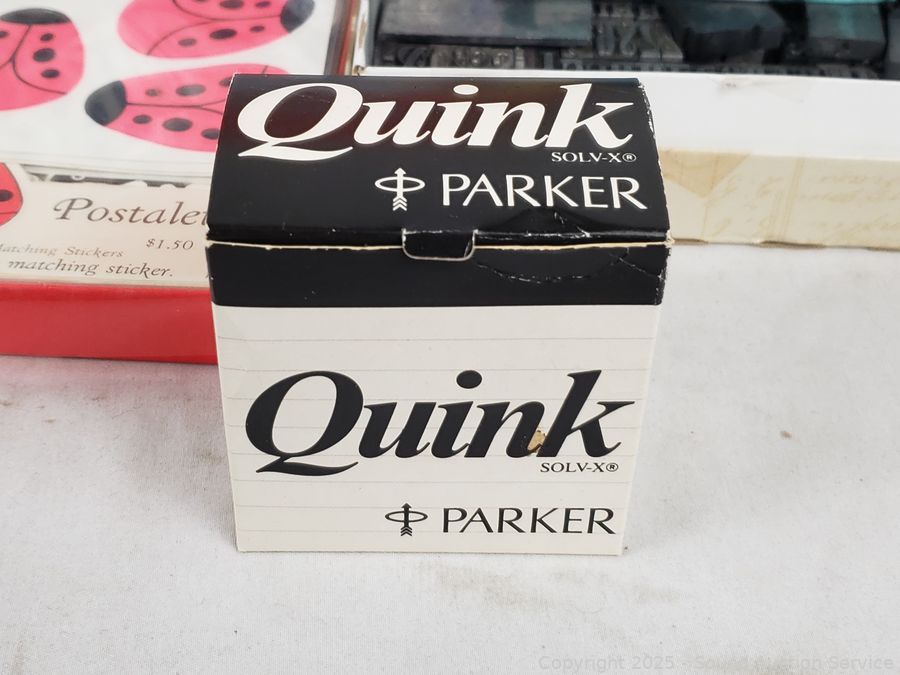 Quink
SOLV-X®
PARKER
Postalet
Matching Stickers
$1.50
matching sticker.
Quink
SOLV-X®
PARKER
Copyright 2025 - Sound Auction Service